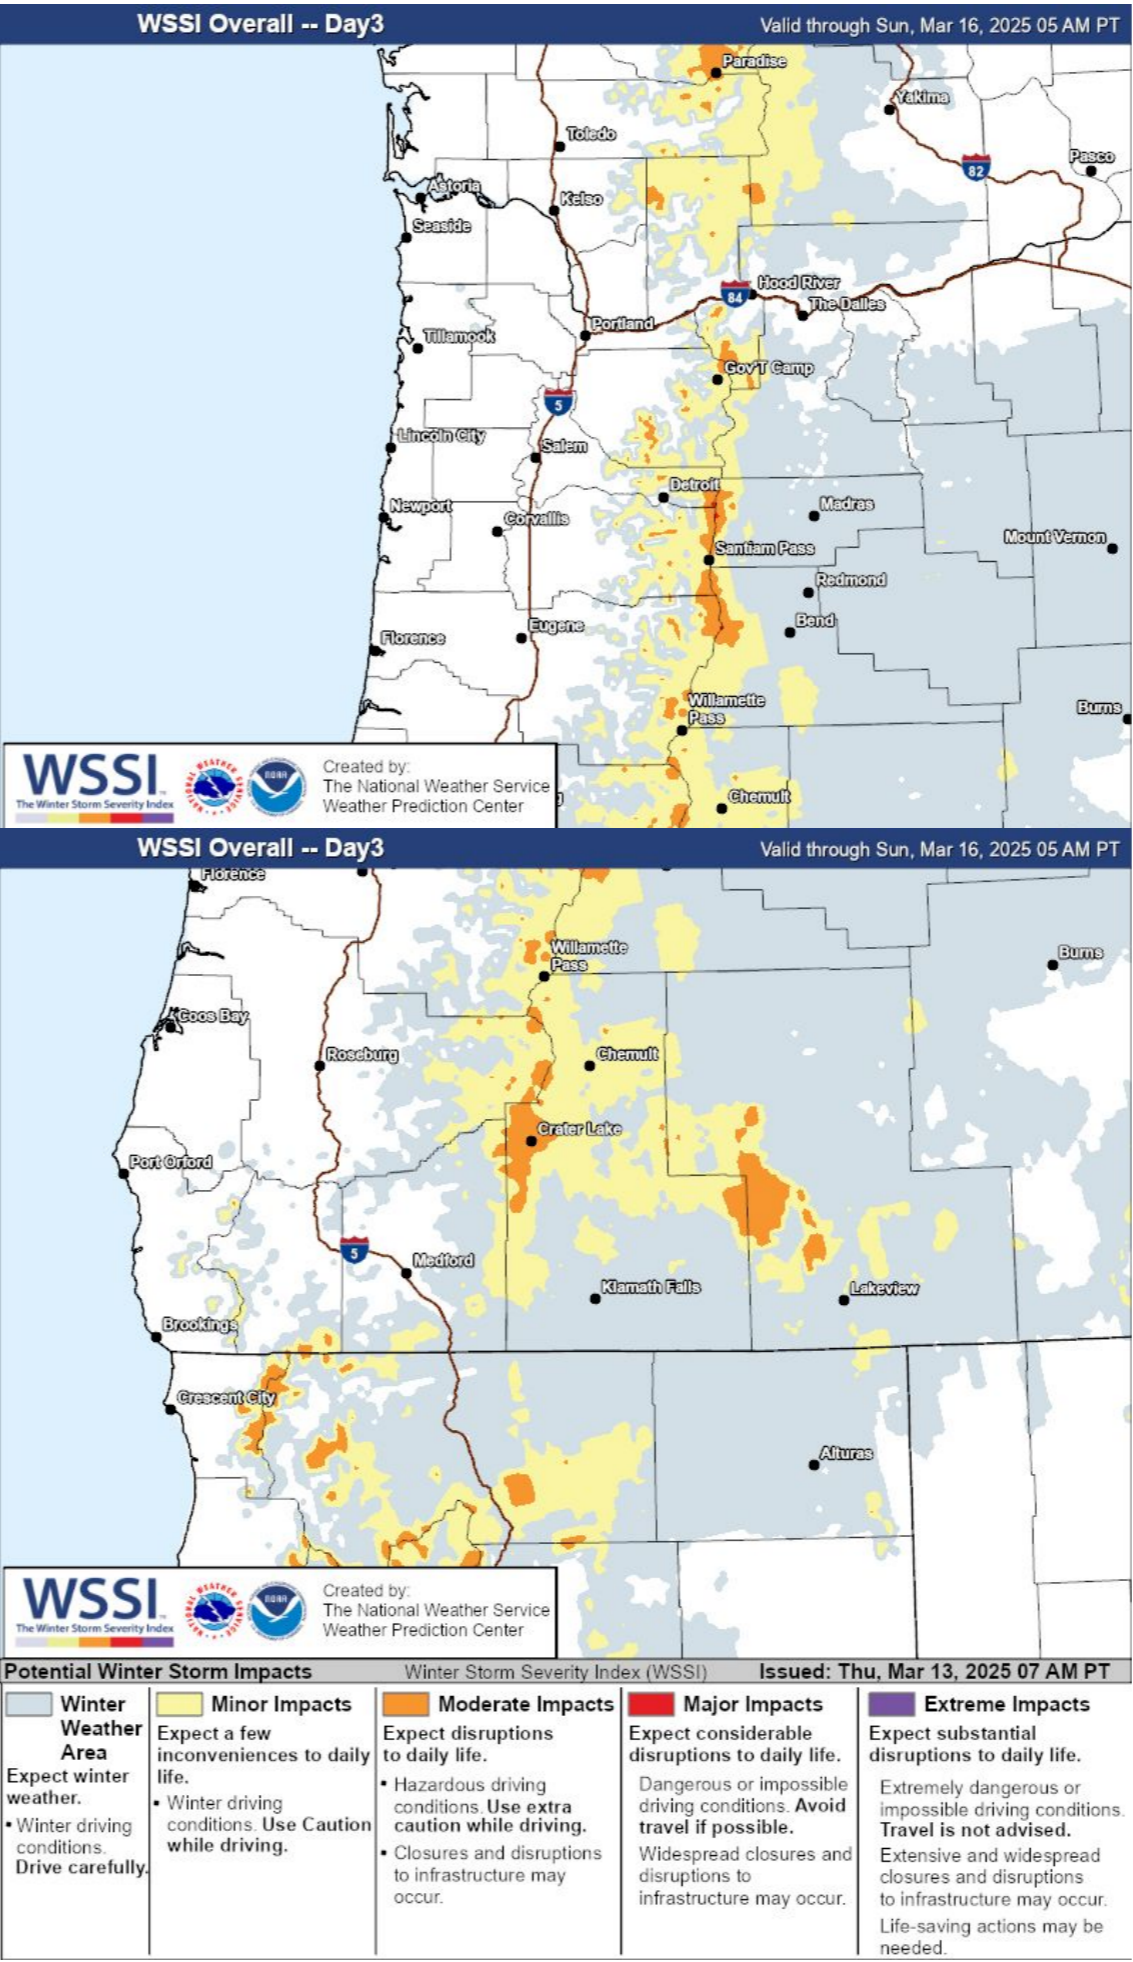 WSSI Overall -- Day3
Valid through Sun, Mar 16, 2025 05 AM PT
Paradise
Yakima
Toledo
Pasco
82
Astoria
Kelso
Seaside
Hood River
84
The Dalles
Portland
Tillamook
Gov'T Camp
5
Lincoln City
Salem
Detroit
Newport
Madras
Corvallis
Mount Vernon
Santiam Pass
Redmond
Bend
Eugene
Florence
Willamette
Pass
Burns
WSSI
TM
The Winter Storm Severity Index
NOAA
Created by:
The National Weather Service
Weather Prediction Center
Chemult
WSSI Overall -- Day3
Valid through Sun, Mar 16, 2025 05 AM PT
Florence
Willamette
Pass
Burns
Coos Bay
Roseburg
Chemult
Crater Lake
Port Orford
5
Medford
Klamath Falls
Lakeview
Brookings
Crescent City
Alturas
WSSI
TM
The Winter Storm Severity Index
NOAA
Created by:
The National Weather Service
Weather Prediction Center
Potential Winter Storm Impacts
Winter Storm Severity Index (WSSI)
Issued: Thu, Mar 13, 2025 07 AM PT
Winter
Weather
Area
Expect winter
weather.
▪ Winter driving
conditions.
Drive carefully.
Minor Impacts
Expect a few
inconveniences to daily
life.
▪ Winter driving
conditions. Use Caution
while driving.
Moderate Impacts
Expect disruptions
to daily life.
▪ Hazardous driving
conditions. Use extra
caution while driving.
▪ Closures and disruptions
to infrastructure may
occur.
Major Impacts
Expect considerable
disruptions to daily life.
Dangerous or impossible
driving conditions. Avoid
travel if possible.
Widespread closures and
disruptions to
infrastructure may occur.
Extreme Impacts
Expect substantial
disruptions to daily life.
Extremely dangerous or
impossible driving conditions.
Travel is not advised.
Extensive and widespread
closures and disruptions
to infrastructure may occur.
Life-saving actions may be
needed.